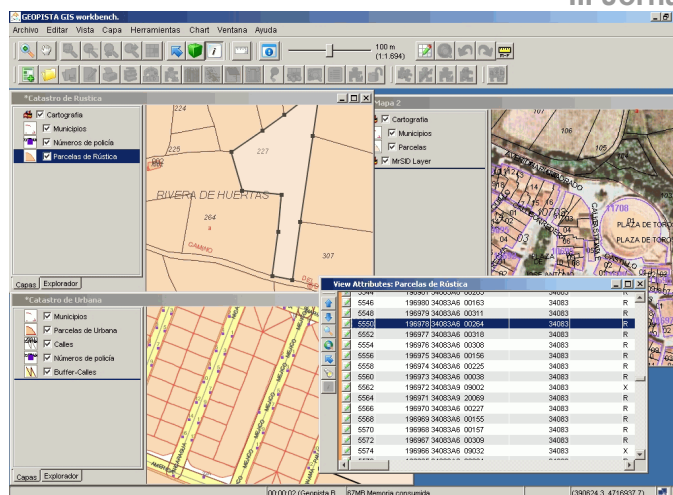 III Jorna
GEOPISTA GIS workbench.
Archivo Editar Vista Capa Herramientas Chart Ventana Ayuda
100 m
(1:1.694)
*Catastro de Rústica
Cartografia
Municipios
Números de policía
Parcelas de Rústica
Capas Explorador
224
225
227
RIVERA DE HUERTAS
264
a
CAMINO
307
Mapa 2
Cartografia
Municipios
Parcelas
MrSID Layer
107
106
105
103
11708
PLAZA DE TORO
PLAZA DE TORO
*Catastro de Urbana
Municipios
Parcelas de Urbana
Calles
Números de policía
Buffer-Calles
Capas Explorador
MEJICO
NICARAGUA
View Attributes: Parcelas de Rústica
5546 196980 34083A6 00163 34083 R
5548 196979 34083A6 00311 34083 R
5550 196978 34083A6 00264 34083 R
5552 196977 34083A6 00318 34083 R
5554 196976 34083A6 00308 34083 R
5556 196975 34083A6 00156 34083 R
5558 196974 34083A6 00225 34083 R
5560 196973 34083A6 00038 34083 R
5562 196972 34083A9 09002 34083 X
5564 196971 34083A9 20069 34083 R
5566 196970 34083A6 00227 34083 R
5568 196969 34083A6 00155 34083 R
5570 196968 34083A6 00157 34083 R
5572 196967 34083A6 00309 34083 R
5574 196966 34083A6 09032 34083 X
00:00:02 (Geopista B 67MB Memoria consumida (390624.3, 4716937.7)